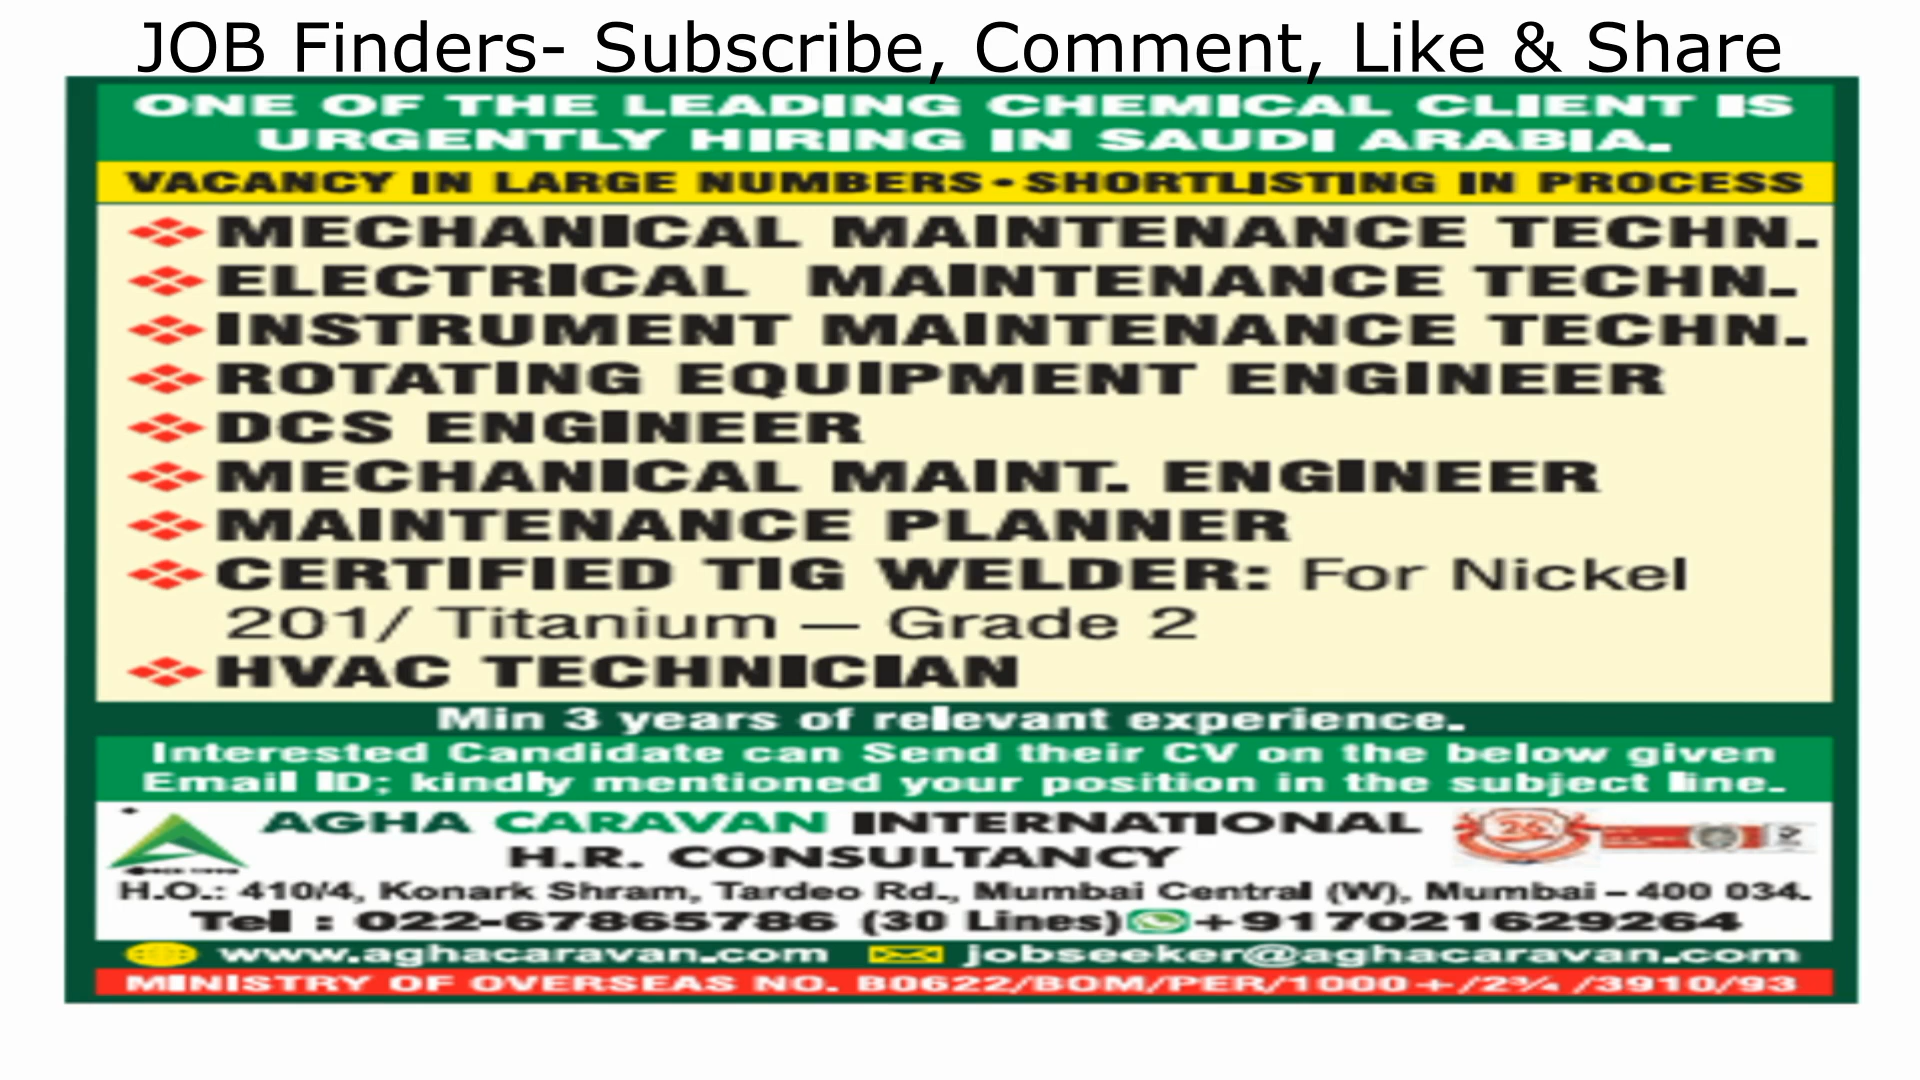 JOB Finders- Subscribe, Comment, Like & Share
ONE OF THE LEADING CHEMICAL CLIENT IS
URGENTLY HIRING IN SAUDI ARABIA.
VACANCY IN LARGE NUMBERS • SHORTLISTING IN PROCESS
MECHANICAL MAINTENANCE TECHN.
ELECTRICAL MAINTENANCE TECHN.
INSTRUMENT MAINTENANCE TECHN.
ROTATING EQUIPMENT ENGINEER
DCS ENGINEER
MECHANICAL MAINT. ENGINEER
MAINTENANCE PLANNER
CERTIFIED TIG WELDER: For Nickel
201/ Titanium – Grade 2
HVAC TECHNICIAN
Min 3 years of relevant experience.
Interested Candidate can Send their CV on the below given
Email ID; kindly mentioned your position in the subject line.
AGHA CARAVAN INTERNATIONAL
H.R. CONSULTANCY
H.O.: 410/4, Konark Shram, Tardeo Rd., Mumbai Central (W), Mumbai – 400 034.
Tel : 022-67865786 (30 Lines) +917021629264
www.aghacaravan.com jobseeker@aghacaravan.com
MINISTRY OF OVERSEAS NO. B0622/BOM/PER/1000+/2¾ /3910/93